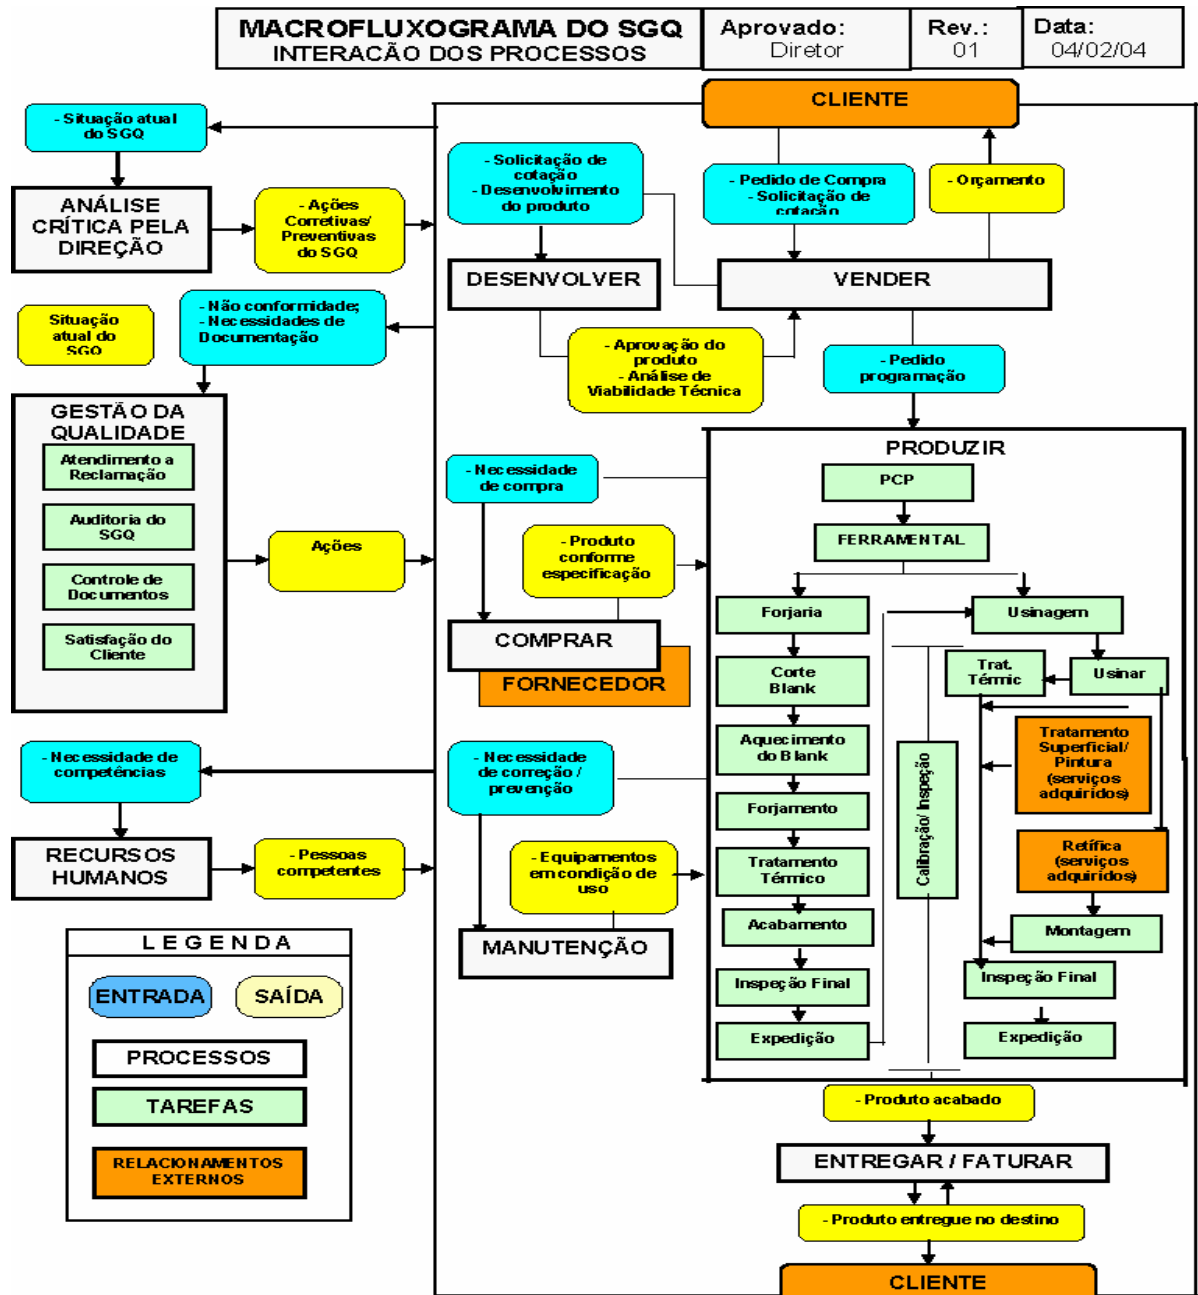 MACROFLUXOGRAMA DO SGQ
INTERACÃO DOS PROCESSOS
Aprovado:
Diretor
Rev.:
01
Data:
04/02/04
CLIENTE
- Situação atual
do SGQ
- Solicitação de
cotação
- Desenvolvimento
do produto
- Pedido de Compra
- Solicitação de
cotação
- Orçamento
ANÁLISE
CRÍTICA PELA
DIREÇÃO
- Ações
Corretivas/
Preventivas
do SGQ
DESENVOLVER
VENDER
Situação
atual do
SGQ
- Não conformidade;
- Necessidades de
Documentação
- Aprovação do
produto
- Análise de
Viabilidade Técnica
- Pedido
programação
GESTÃO DA
QUALIDADE
Atendimento a
Reclamação
Auditoria do
SGQ
Controle de
Documentos
Satisfação do
Cliente
Ações
- Necessidade
de compra
- Produto
conforme
especificação
COMPRAR
FORNECEDOR
PRODUZIR
PCP
FERRAMENTAL
Forjaria
Corte
Blank
Aquecimento
do Blank
Forjamento
Tratamento
Térmico
Acabamento
Inspeção Final
Expedição
Calibração/ Inspeção
Usinagem
Trat.
Térmic
Usinar
Tratamento
Superficial/
Pintura
(serviços
adquiridos)
Retífica
(serviços
adquiridos)
Montagem
Inspeção Final
Expedição
- Necessidade de
competências
- Necessidade
de correção /
prevenção
RECURSOS
HUMANOS
- Pessoas
competentes
- Equipamentos
em condição de
uso
MANUTENÇÃO
LEGENDA
ENTRADA
SAÍDA
PROCESSOS
TAREFAS
RELACIONAMENTOS
EXTERNOS
- Produto acabado
ENTREGAR / FATURAR
- Produto entregue no destino
CLIENTE